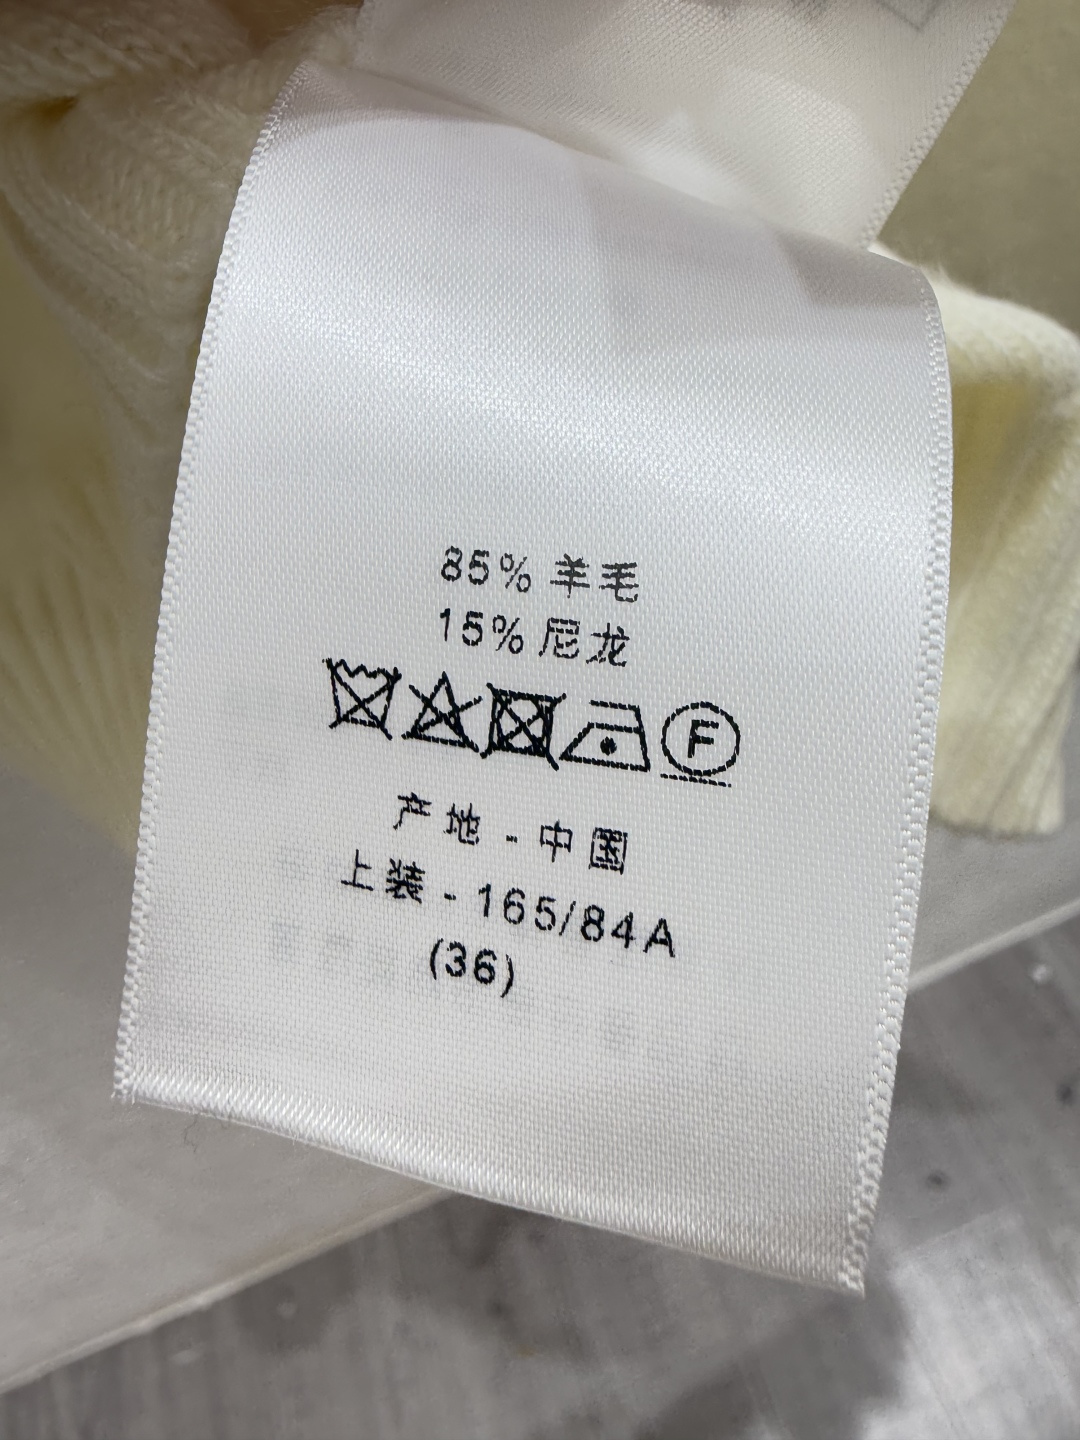 85% 羊毛
15% 尼龙
F
产地 - 中国
上装 - 165/84A
(36)